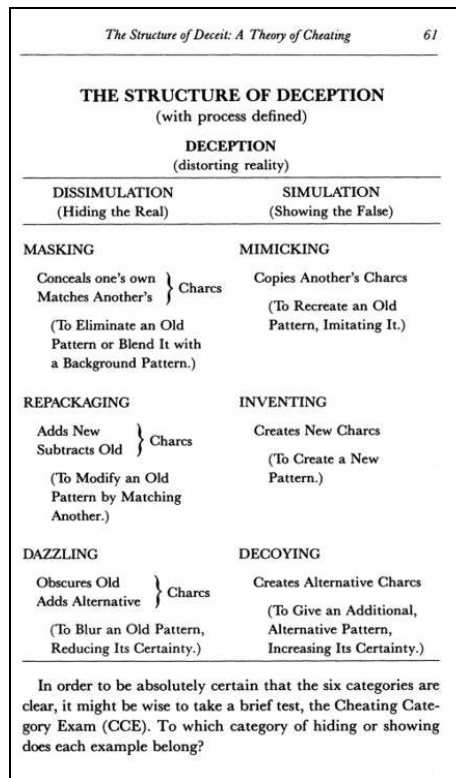 The Structure of Deceit: A Theory of Cheating 61
THE STRUCTURE OF DECEPTION
(with process defined)
DECEPTION
(distorting reality)
DISSIMULATION
(Hiding the Real)
SIMULATION
(Showing the False)
MASKING
Conceals one's own
Matches Another's } Charcs
(To Eliminate an Old
Pattern or Blend It with
a Background Pattern.)
MIMICKING
Copies Another's Charcs
(To Recreate an Old
Pattern, Imitating It.)
REPACKAGING
Adds New
Subtracts Old } Charcs
(To Modify an Old
Pattern by Matching
Another.)
INVENTING
Creates New Charcs
(To Create a New
Pattern.)
DAZZLING
Obscures Old
Adds Alternative } Charcs
(To Blur an Old Pattern,
Reducing Its Certainty.)
DECOYING
Creates Alternative Charcs
(To Give an Additional,
Alternative Pattern,
Increasing Its Certainty.)
In order to be absolutely certain that the six categories are
clear, it might be wise to take a brief test, the Cheating Cate-
gory Exam (CCE). To which category of hiding or showing
does each example belong?